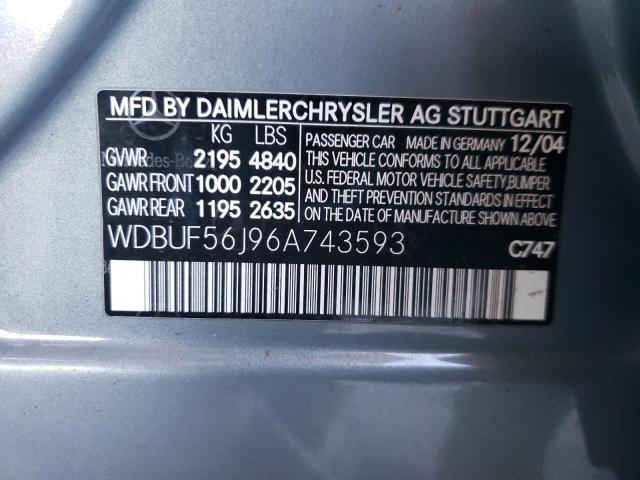 MFD BY DAIMLERCHRYSLER AG STUTTGART
KG LBS
GVWR 2195 4840
GAWR FRONT 1000 2205
GAWR REAR 1195 2635
PASSENGER CAR MADE IN GERMANY 12/04
THIS VEHICLE CONFORMS TO ALL APPLICABLE
U.S. FEDERAL MOTOR VEHICLE SAFETY, BUMPER
AND THEFT PREVENTION STANDARDS IN EFFECT
ON THE DATE OF MANUFACTURE SHOWN ABOVE.
WDBUF56J96A743593
C747